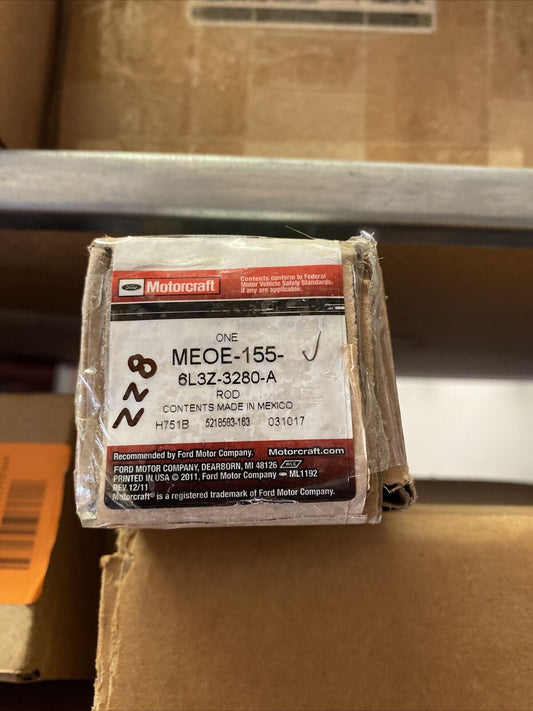 Ford Motorcraft
Contents conform to Federal
Motor Vehicle Safety Standards,
if any are applicable.
ONE
MEOE-155-
6L3Z-3280-A
ROD
CONTENTS MADE IN MEXICO
H751B 5218583-163 031017
Recommended by Ford Motor Company. Motorcraft.com
FORD MOTOR COMPANY, DEARBORN, MI 48126
PRINTED IN USA © 2011, Ford Motor Company ML1192
REV. 12/11
Motorcraft® is a registered trademark of Ford Motor Company.